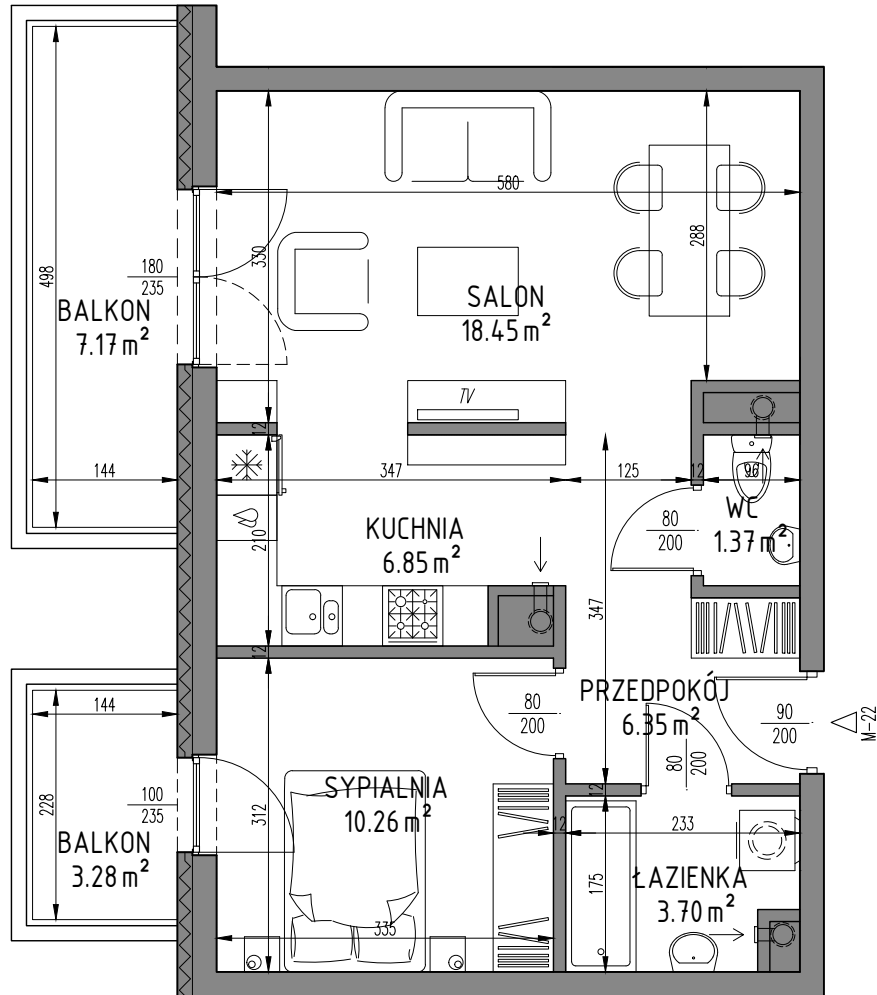 580
330
288
498
180
235
BALKON
7.17 m²
SALON
18.45 m²
TV
12
144
347
125
12
96
KUCHNIA
6.85 m²
80
200
WC
1.37 m²
210
347
12
PRZEDPOKÓJ
6.35 m²
144
80
200
90
200
M-22
80
200
228
100
235
312
SYPIALNIA
10.26 m²
12
12
233
BALKON
3.28 m²
175
ŁAZIENKA
3.70 m²
335